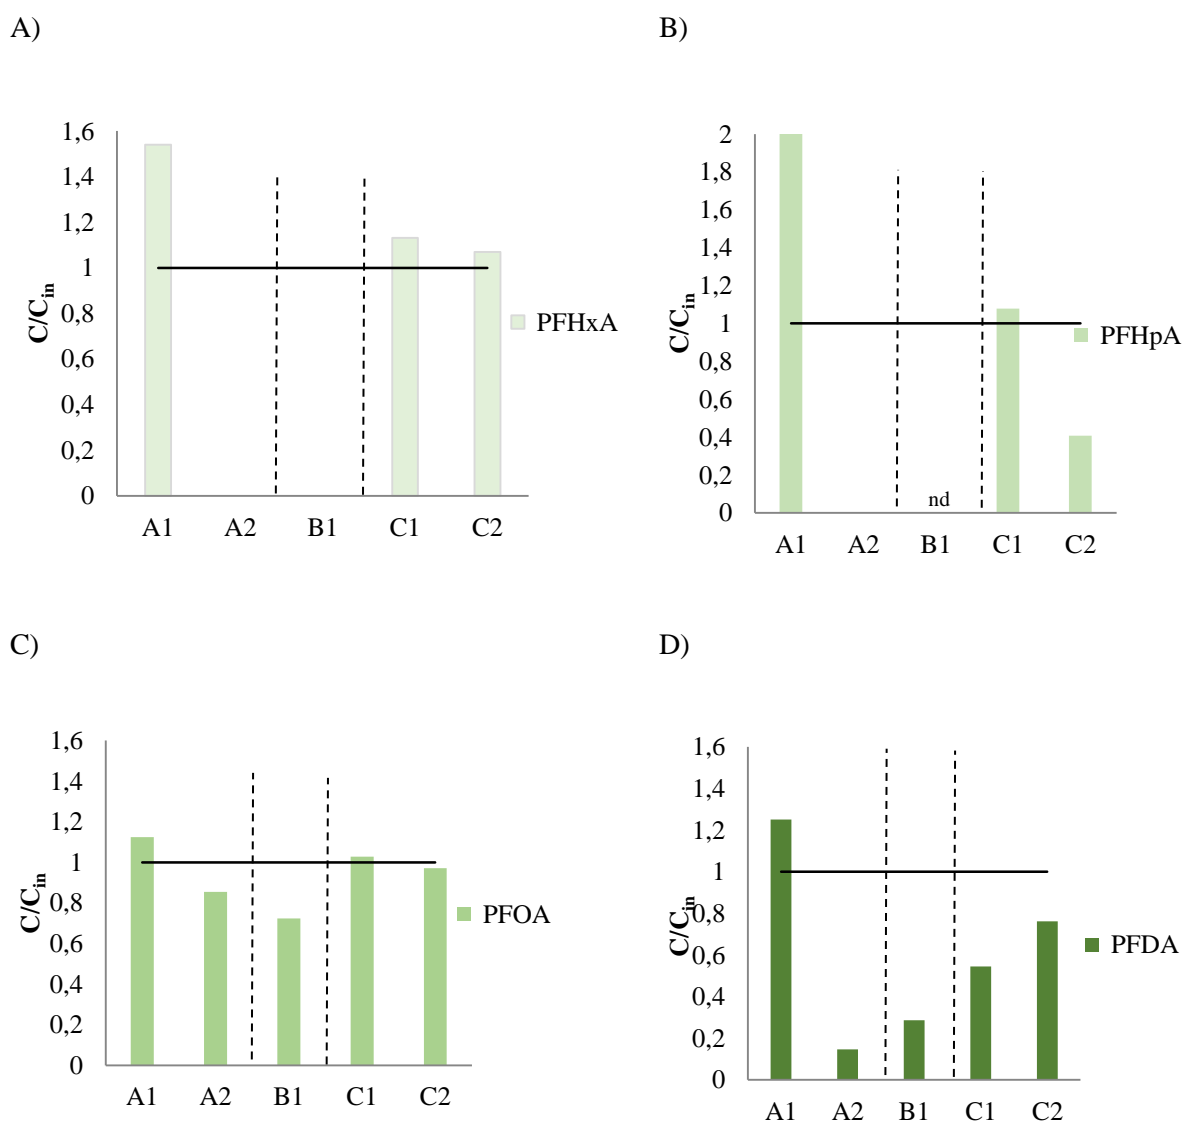 A)
1,6
1,4
1,2
1
0,8
0,6
0,4
0,2
0
C/Cin
A1 A2 B1 C1 C2
PFHxA
B)
2
1,8
1,6
1,4
1,2
1
0,8
0,6
0,4
0,2
0
C/Cin
nd
A1 A2 B1 C1 C2
PFHpA
C)
1,6
1,4
1,2
1
0,8
0,6
0,4
0,2
0
C/Cin
A1 A2 B1 C1 C2
PFOA
D)
1,6
1,4
1,2
1
0,8
0,6
0,4
0,2
0
C/Cin
A1 A2 B1 C1 C2
PFDA